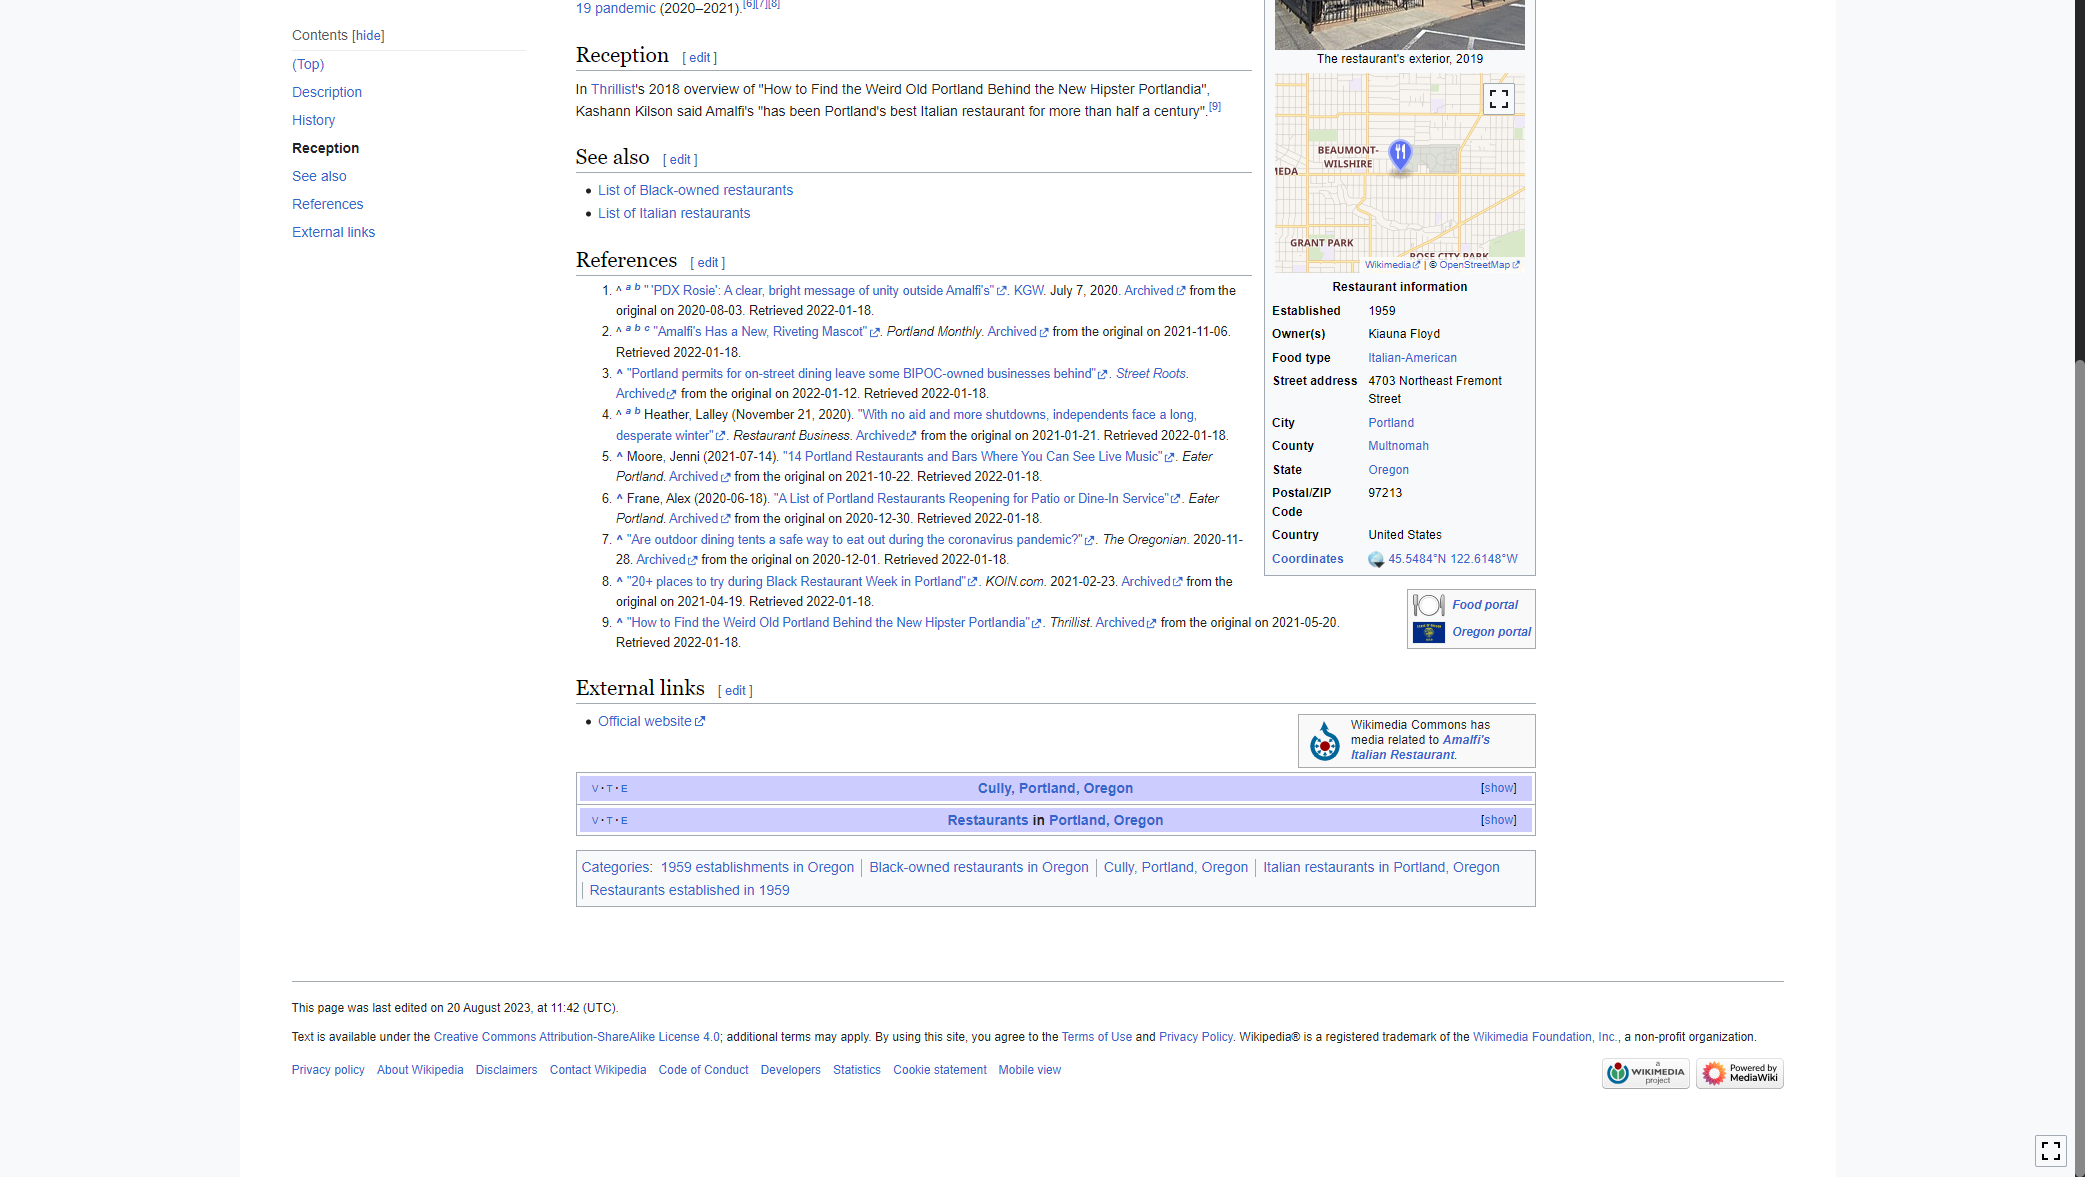 19 pandemic (2020–2021).[6][7][8]
Contents [hide]
(Top)
Description
History
Reception
See also
References
External links
Reception [ edit ]
In Thrillist's 2018 overview of "How to Find the Weird Old Portland Behind the New Hipster Portlandia",
Kashann Kilson said Amalfi's "has been Portland's best Italian restaurant for more than half a century".[9]
See also [ edit ]
• List of Black-owned restaurants
• List of Italian restaurants
References [ edit ]
1. ^ a b "'PDX Rosie': A clear, bright message of unity outside Amalfi's". KGW. July 7, 2020. Archived from the
original on 2020-08-03. Retrieved 2022-01-18.
2. ^ a b c "Amalfi's Has a New, Riveting Mascot". Portland Monthly. Archived from the original on 2021-11-06.
Retrieved 2022-01-18.
3. ^ "Portland permits for on-street dining leave some BIPOC-owned businesses behind". Street Roots.
Archived from the original on 2022-01-12. Retrieved 2022-01-18.
4. ^ a b Heather, Lalley (November 21, 2020). "With no aid and more shutdowns, independents face a long,
desperate winter". Restaurant Business. Archived from the original on 2021-01-21. Retrieved 2022-01-18.
5. ^ Moore, Jenni (2021-07-14). "14 Portland Restaurants and Bars Where You Can See Live Music". Eater
Portland. Archived from the original on 2021-10-22. Retrieved 2022-01-18.
6. ^ Frane, Alex (2020-06-18). "A List of Portland Restaurants Reopening for Patio or Dine-In Service". Eater
Portland. Archived from the original on 2020-12-30. Retrieved 2022-01-18.
7. ^ "Are outdoor dining tents a safe way to eat out during the coronavirus pandemic?". The Oregonian. 2020-11-
28. Archived from the original on 2020-12-01. Retrieved 2022-01-18.
8. ^ "20+ places to try during Black Restaurant Week in Portland". KOIN.com. 2021-02-23. Archived from the
original on 2021-04-19. Retrieved 2022-01-18.
9. ^ "How to Find the Weird Old Portland Behind the New Hipster Portlandia". Thrillist. Archived from the original on 2021-05-20.
Retrieved 2022-01-18.
The restaurant's exterior, 2019
BEAUMONT-
WILSHIRE
MEDA
GRANT PARK
ROSE CITY PARK
Wikimedia | © OpenStreetMap
Restaurant information
Established 1959
Owner(s) Kiauna Floyd
Food type Italian-American
Street address 4703 Northeast Fremont
Street
City Portland
County Multnomah
State Oregon
Postal/ZIP 97213
Code
Country United States
Coordinates 45.5484°N 122.6148°W
Food portal
Oregon portal
External links [ edit ]
• Official website
Wikimedia Commons has
media related to Amalfi's
Italian Restaurant.
V · T · E Cully, Portland, Oregon [show]
V · T · E Restaurants in Portland, Oregon [show]
Categories: 1959 establishments in Oregon | Black-owned restaurants in Oregon | Cully, Portland, Oregon | Italian restaurants in Portland, Oregon
| Restaurants established in 1959
This page was last edited on 20 August 2023, at 11:42 (UTC).
Text is available under the Creative Commons Attribution-ShareAlike License 4.0; additional terms may apply. By using this site, you agree to the Terms of Use and Privacy Policy. Wikipedia® is a registered trademark of the Wikimedia Foundation, Inc., a non-profit organization.
Privacy policy About Wikipedia Disclaimers Contact Wikipedia Code of Conduct Developers Statistics Cookie statement Mobile view
a
WIKIMEDIA
project
Powered by
MediaWiki